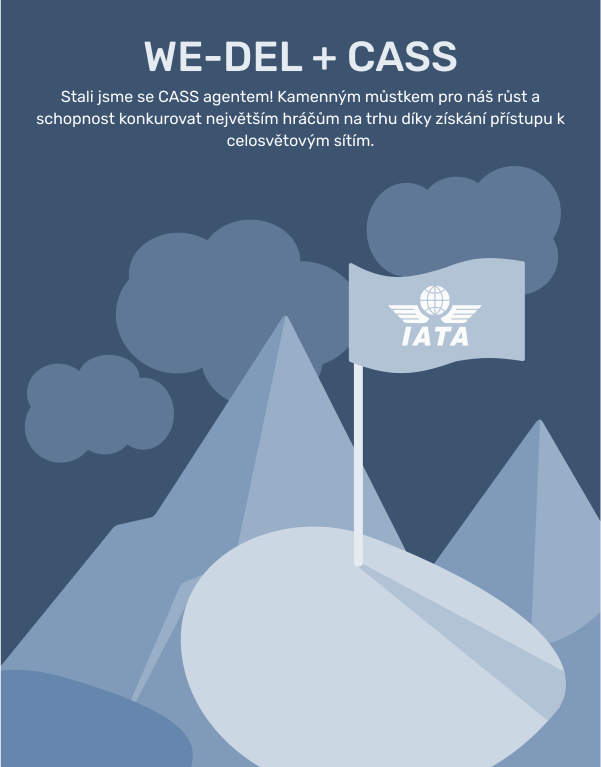 WE-DEL + CASS
Stali jsme se CASS agentem! Kamenným můstkem pro náš růst a
schopnost konkurovat největším hráčům na trhu díky získání přístupu k
celosvětovým sítím.
IATA